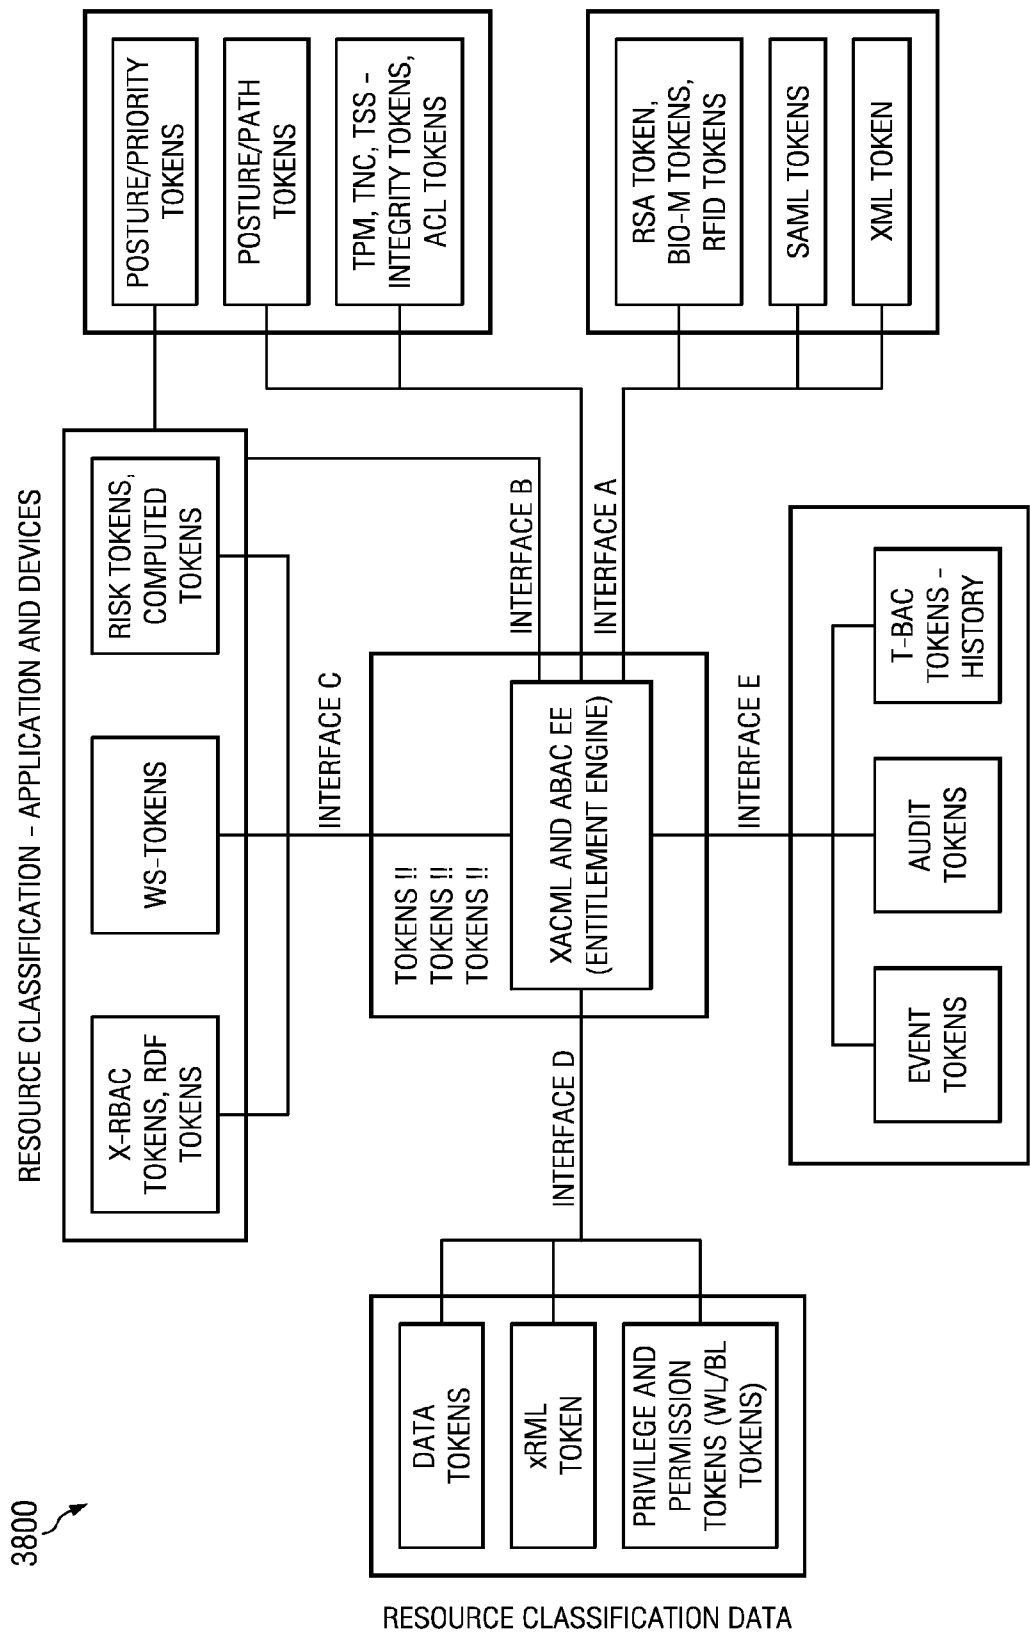 3800
RESOURCE CLASSIFICATION - APPLICATION AND DEVICES
X-RBAC
TOKENS, RDF
TOKENS
WS-TOKENS
RISK TOKENS,
COMPUTED
TOKENS
POSTURE/PRIORITY
TOKENS
POSTURE/PATH
TOKENS
TPM, TNC, TSS -
INTEGRITY TOKENS,
ACL TOKENS
INTERFACE C
INTERFACE B
INTERFACE A
RESOURCE CLASSIFICATION DATA
DATA
TOKENS
xRML
TOKEN
PRIVILEGE AND
PERMISSION
TOKENS (WL/BL
TOKENS)
INTERFACE D
TOKENS !!
TOKENS !!
TOKENS !!
XACML AND ABAC EE
(ENTITLEMENT ENGINE)
RSA TOKEN,
BIO-M TOKENS,
RFID TOKENS
SAML TOKENS
XML TOKEN
INTERFACE E
EVENT
TOKENS
AUDIT
TOKENS
T-BAC
TOKENS -
HISTORY